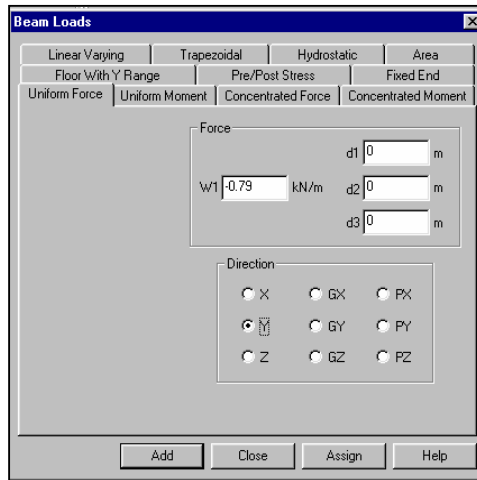 Beam Loads
Linear Varying Trapezoidal Hydrostatic Area
Floor With Y Range Pre/Post Stress Fixed End
Uniform Force Uniform Moment Concentrated Force Concentrated Moment
Force
d1 0 m
W1 -0.79 kN/m d2 0 m
d3 0 m
Direction
X GX PX
Y GY PY
Z GZ PZ
Add Close Assign Help